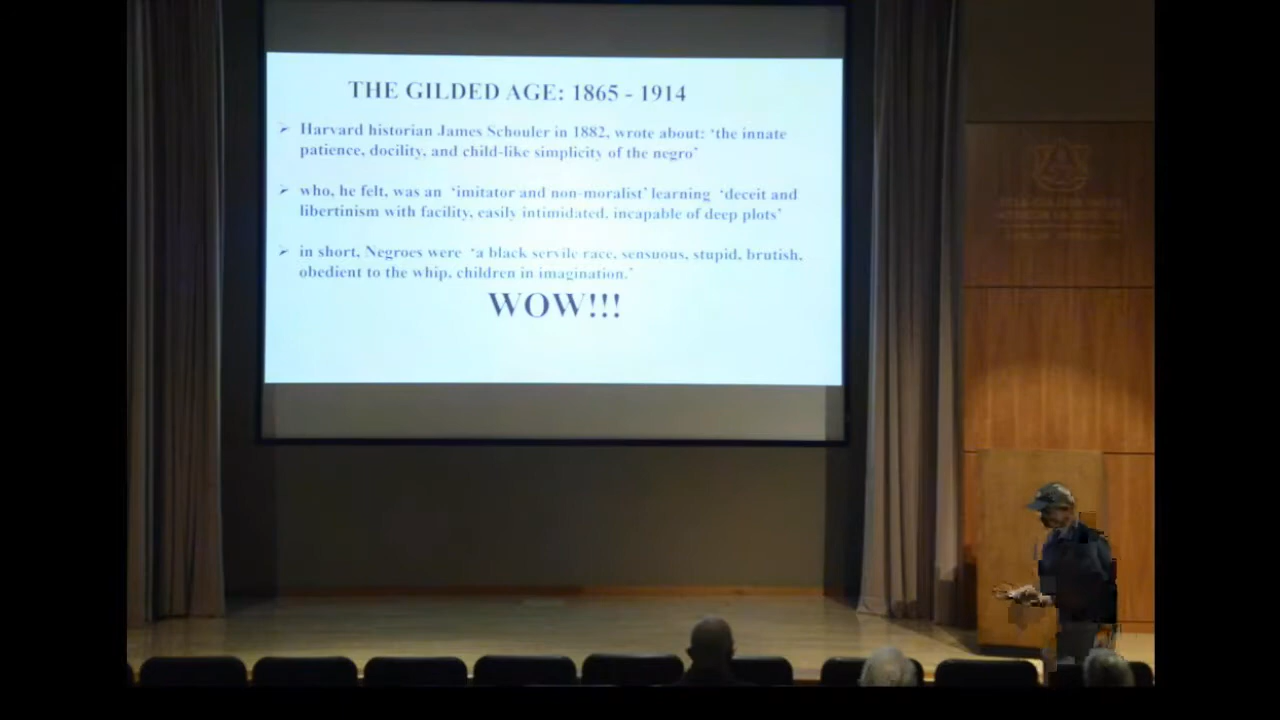 THE GILDED AGE: 1865 - 1914
➢ Harvard historian James Schouler in 1882, wrote about: 'the innate
patience, docility, and child-like simplicity of the negro'
➢ who, he felt, was an 'imitator and non-moralist' learning 'deceit and
libertinism with facility, easily intimidated, incapable of deep plots'
➢ in short, Negroes were 'a black servile race, sensuous, stupid, brutish,
obedient to the whip, children in imagination.'
WOW!!!